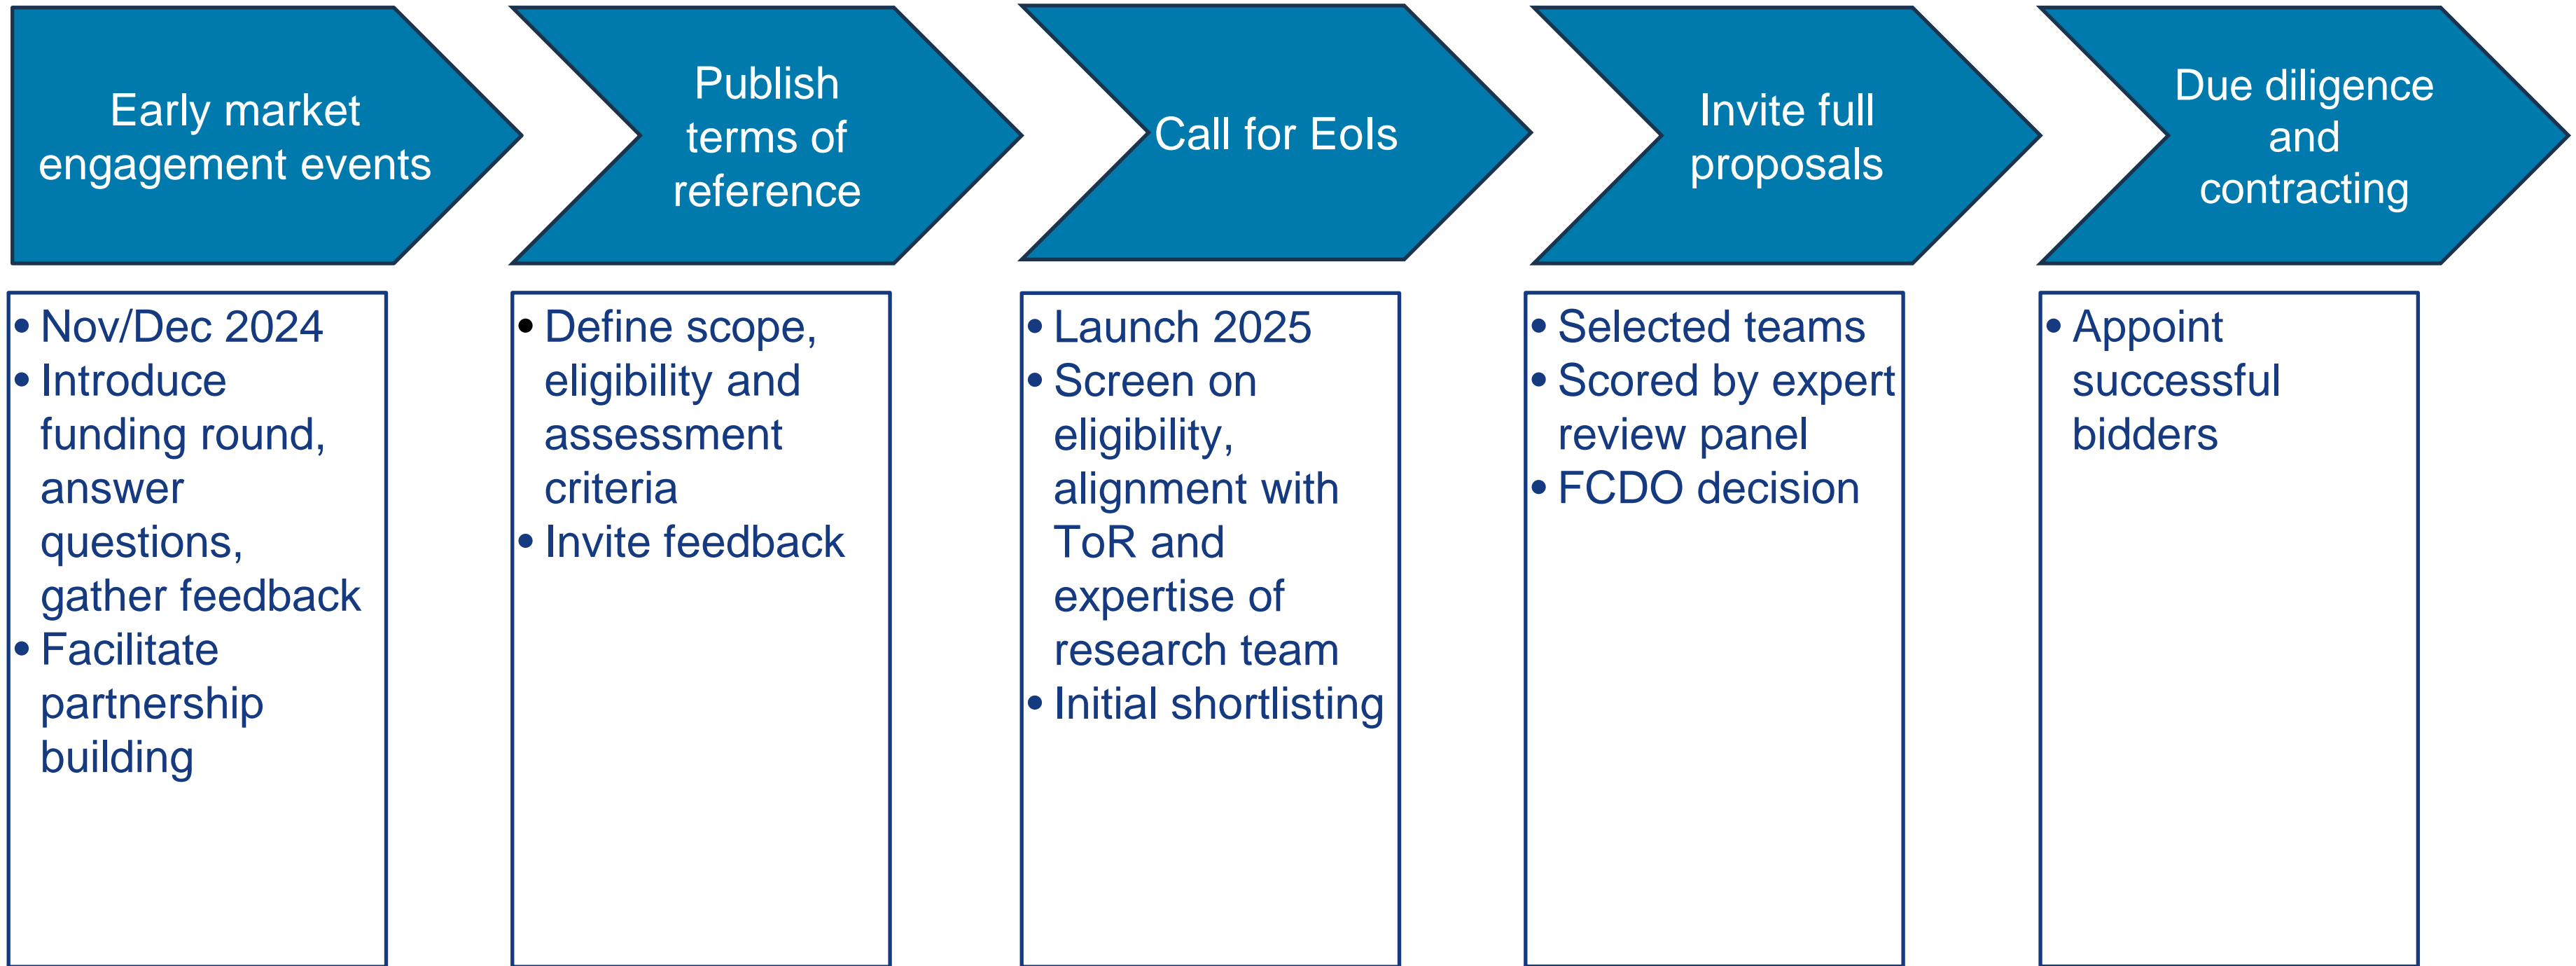 Early market
engagement events
Publish
terms of
reference
Call for EoIs
Invite full
proposals
Due diligence
and
contracting
• Nov/Dec 2024
• Introduce
funding round,
answer
questions,
gather feedback
• Facilitate
partnership
building
• Define scope,
eligibility and
assessment
criteria
• Invite feedback
• Launch 2025
• Screen on
eligibility,
alignment with
ToR and
expertise of
research team
• Initial shortlisting
• Selected teams
• Scored by expert
review panel
• FCDO decision
• Appoint
successful
bidders